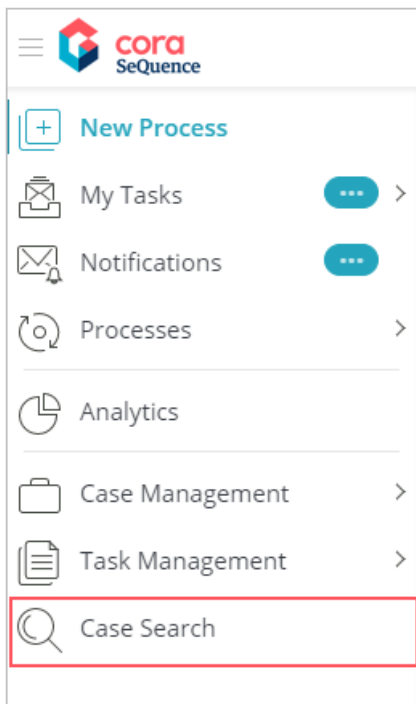 cora
SeQuence
New Process
My Tasks
Notifications
Processes
Analytics
Case Management
Task Management
Case Search